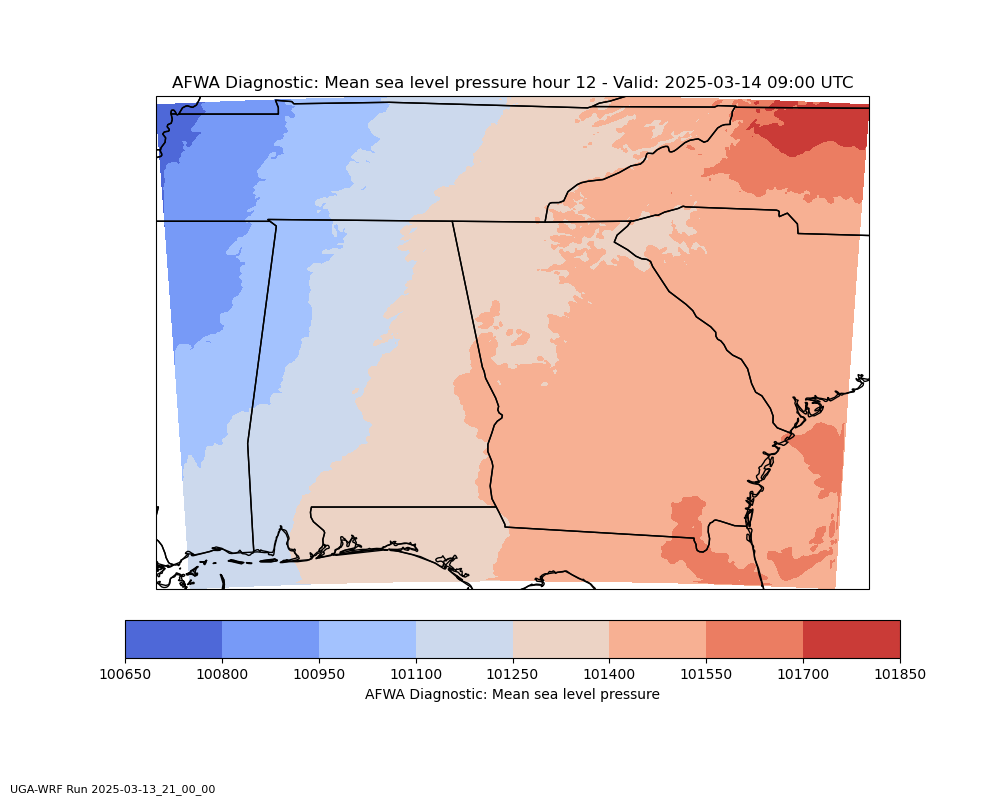 AFWA Diagnostic: Mean sea level pressure hour 12 - Valid: 2025-03-14 09:00 UTC
100650 100800 100950 101100 101250 101400 101550 101700 101850
AFWA Diagnostic: Mean sea level pressure
UGA-WRF Run 2025-03-13_21_00_00